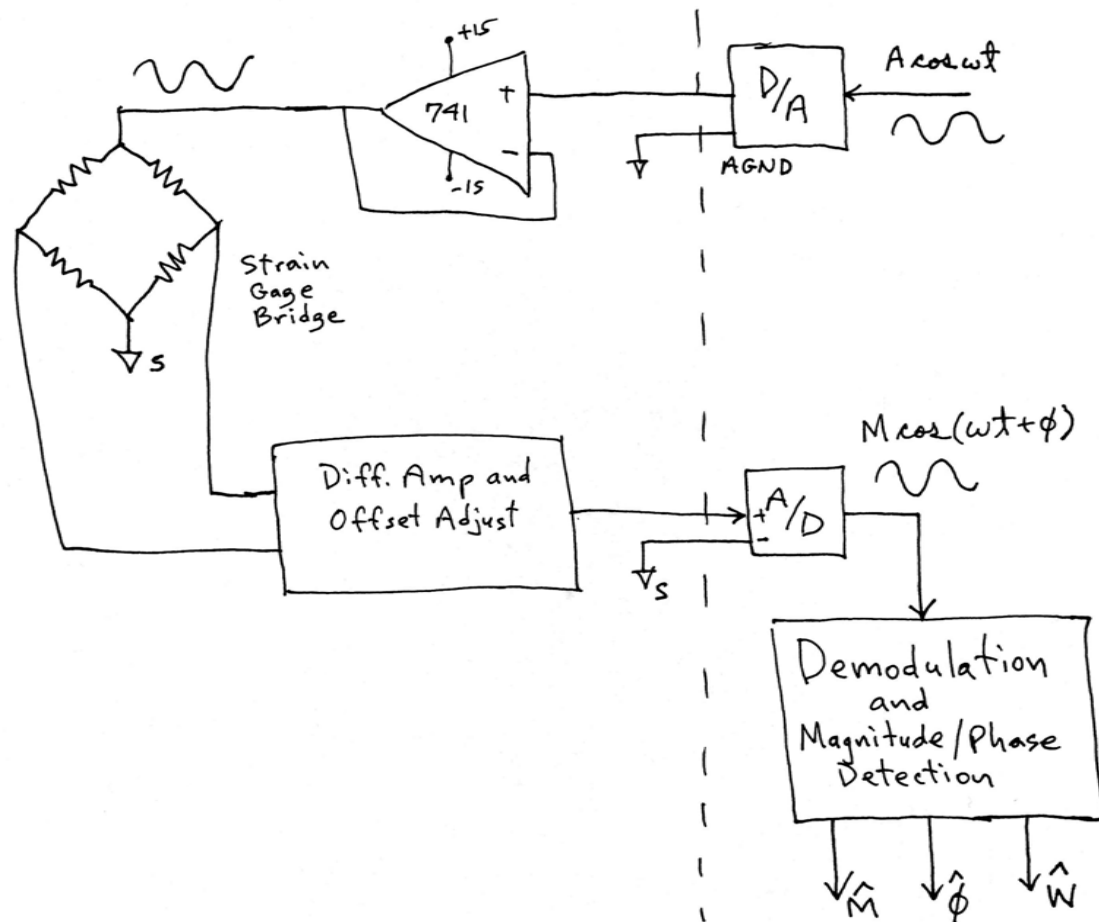 +15
741
+
-
-15
D/A
AGND
A cos ωt
Strain
Gage
Bridge
S
Diff. Amp and
Offset Adjust
S
+
-
A/D
M cos(ωt+ϕ)
Demodulation
and
Magnitude/Phase
Detection
M̂
ϕ̂
Ŵ